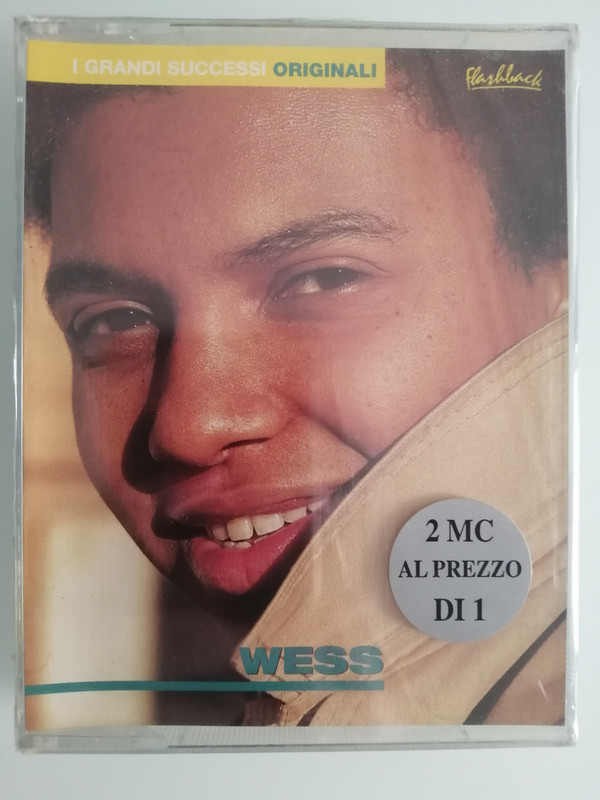 I GRANDI SUCCESSI ORIGINALI
Flashback
2 MC
AL PREZZO
DI 1
WESS